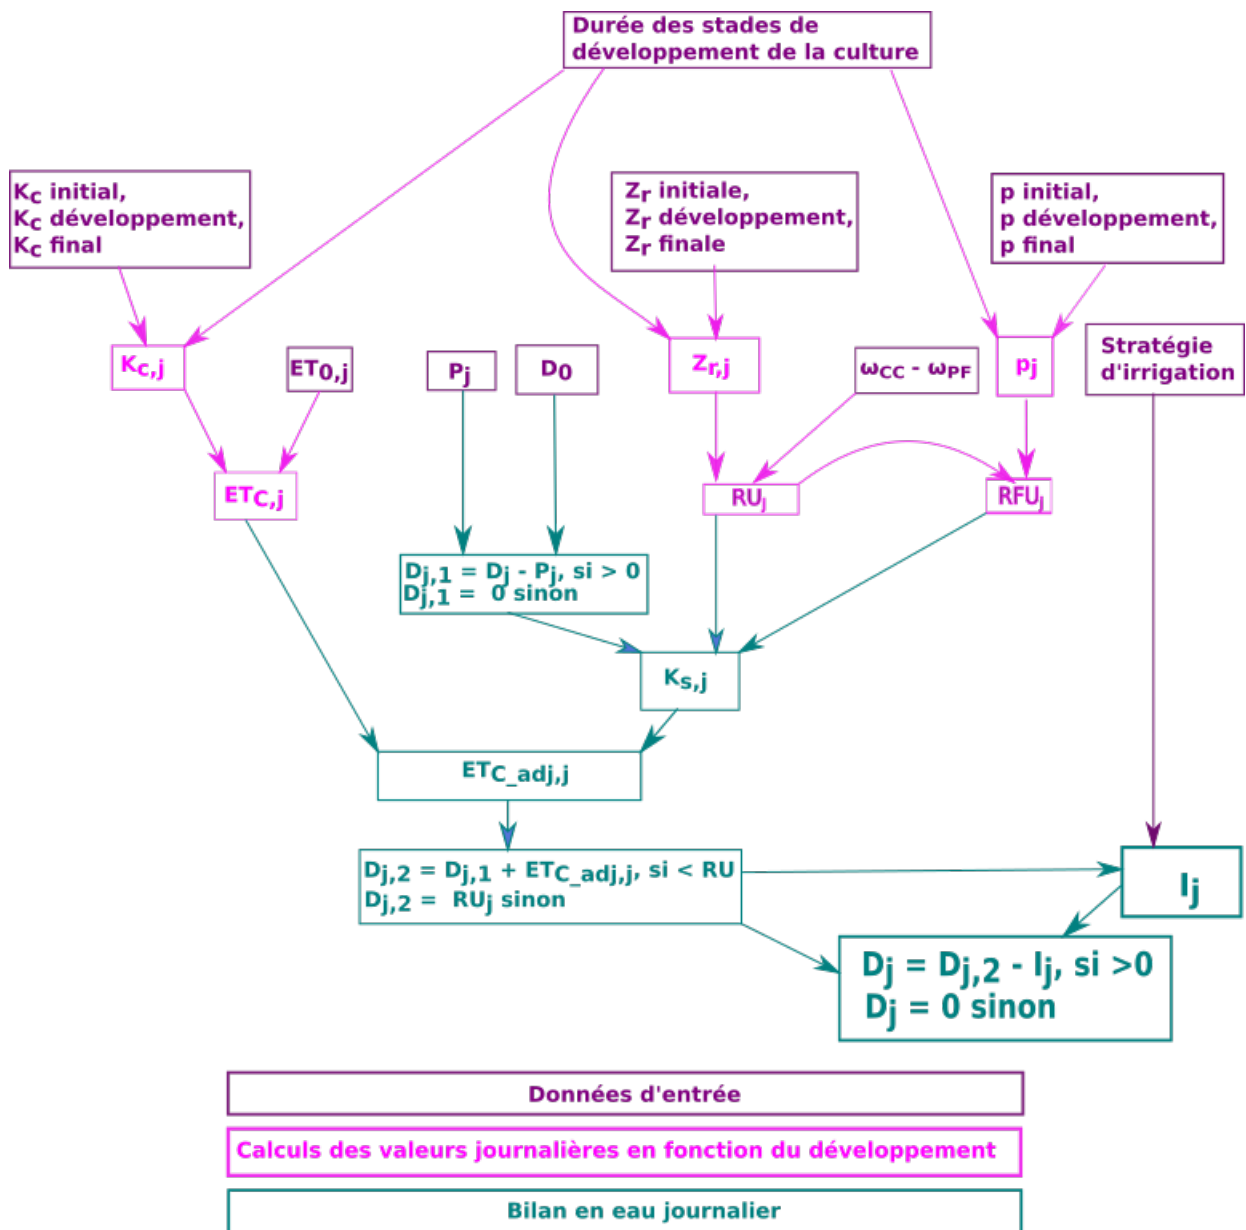 Durée des stades de
développement de la culture
Kc initial,
Kc développement,
Kc final
Zr initiale,
Zr développement,
Zr finale
p initial,
p développement,
p final
Kc,j
ET0,j
Pj
D0
Zr,j
ωCC - ωPF
pj
Stratégie
d'irrigation
ETC,j
RUj
RFUj
Dj,1 = Dj - Pj, si > 0
Dj,1 = 0 sinon
Ks,j
ETC_adj,j
Dj,2 = Dj,1 + ETC_adj,j, si < RU
Dj,2 = RUj sinon
Ij
Dj = Dj,2 - Ij, si >0
Dj = 0 sinon
Données d'entrée
Calculs des valeurs journalières en fonction du développement
Bilan en eau journalier